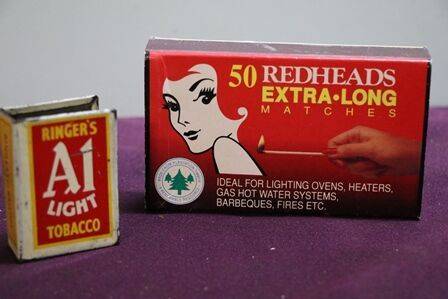 RINGER'S
A1
LIGHT
TOBACCO
50 REDHEADS
EXTRA•LONG
MATCHES
IDEAL FOR LIGHTING OVENS, HEATERS,
GAS HOT WATER SYSTEMS,
BARBEQUES, FIRES ETC.